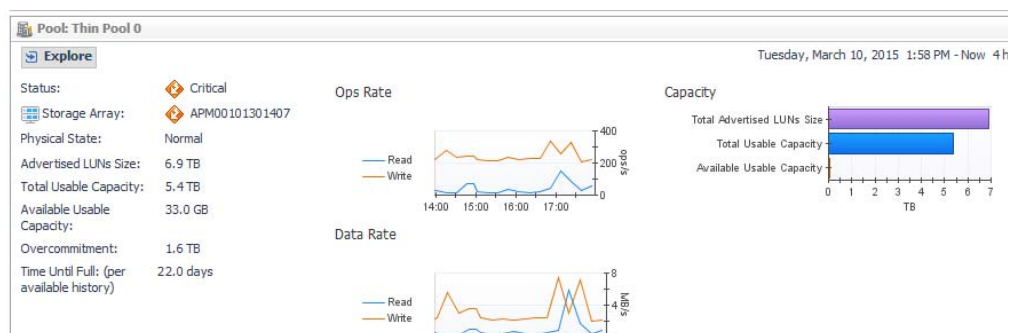 Pool: Thin Pool 0
Explore
Tuesday, March 10, 2015 1:58 PM - Now 4 h
Status: Critical
Storage Array: APM00101301407
Physical State: Normal
Advertised LUNs Size: 6.9 TB
Total Usable Capacity: 5.4 TB
Available Usable Capacity: 33.0 GB
Overcommitment: 1.6 TB
Time Until Full: (per available history) 22.0 days
Ops Rate
Read
Write
400
200
0
ops/s
14:00 15:00 16:00 17:00
Data Rate
Read
Write
8
4
MB/s
Capacity
Total Advertised LUNs Size
Total Usable Capacity
Available Usable Capacity
0 1 2 3 4 5 6 7
TB